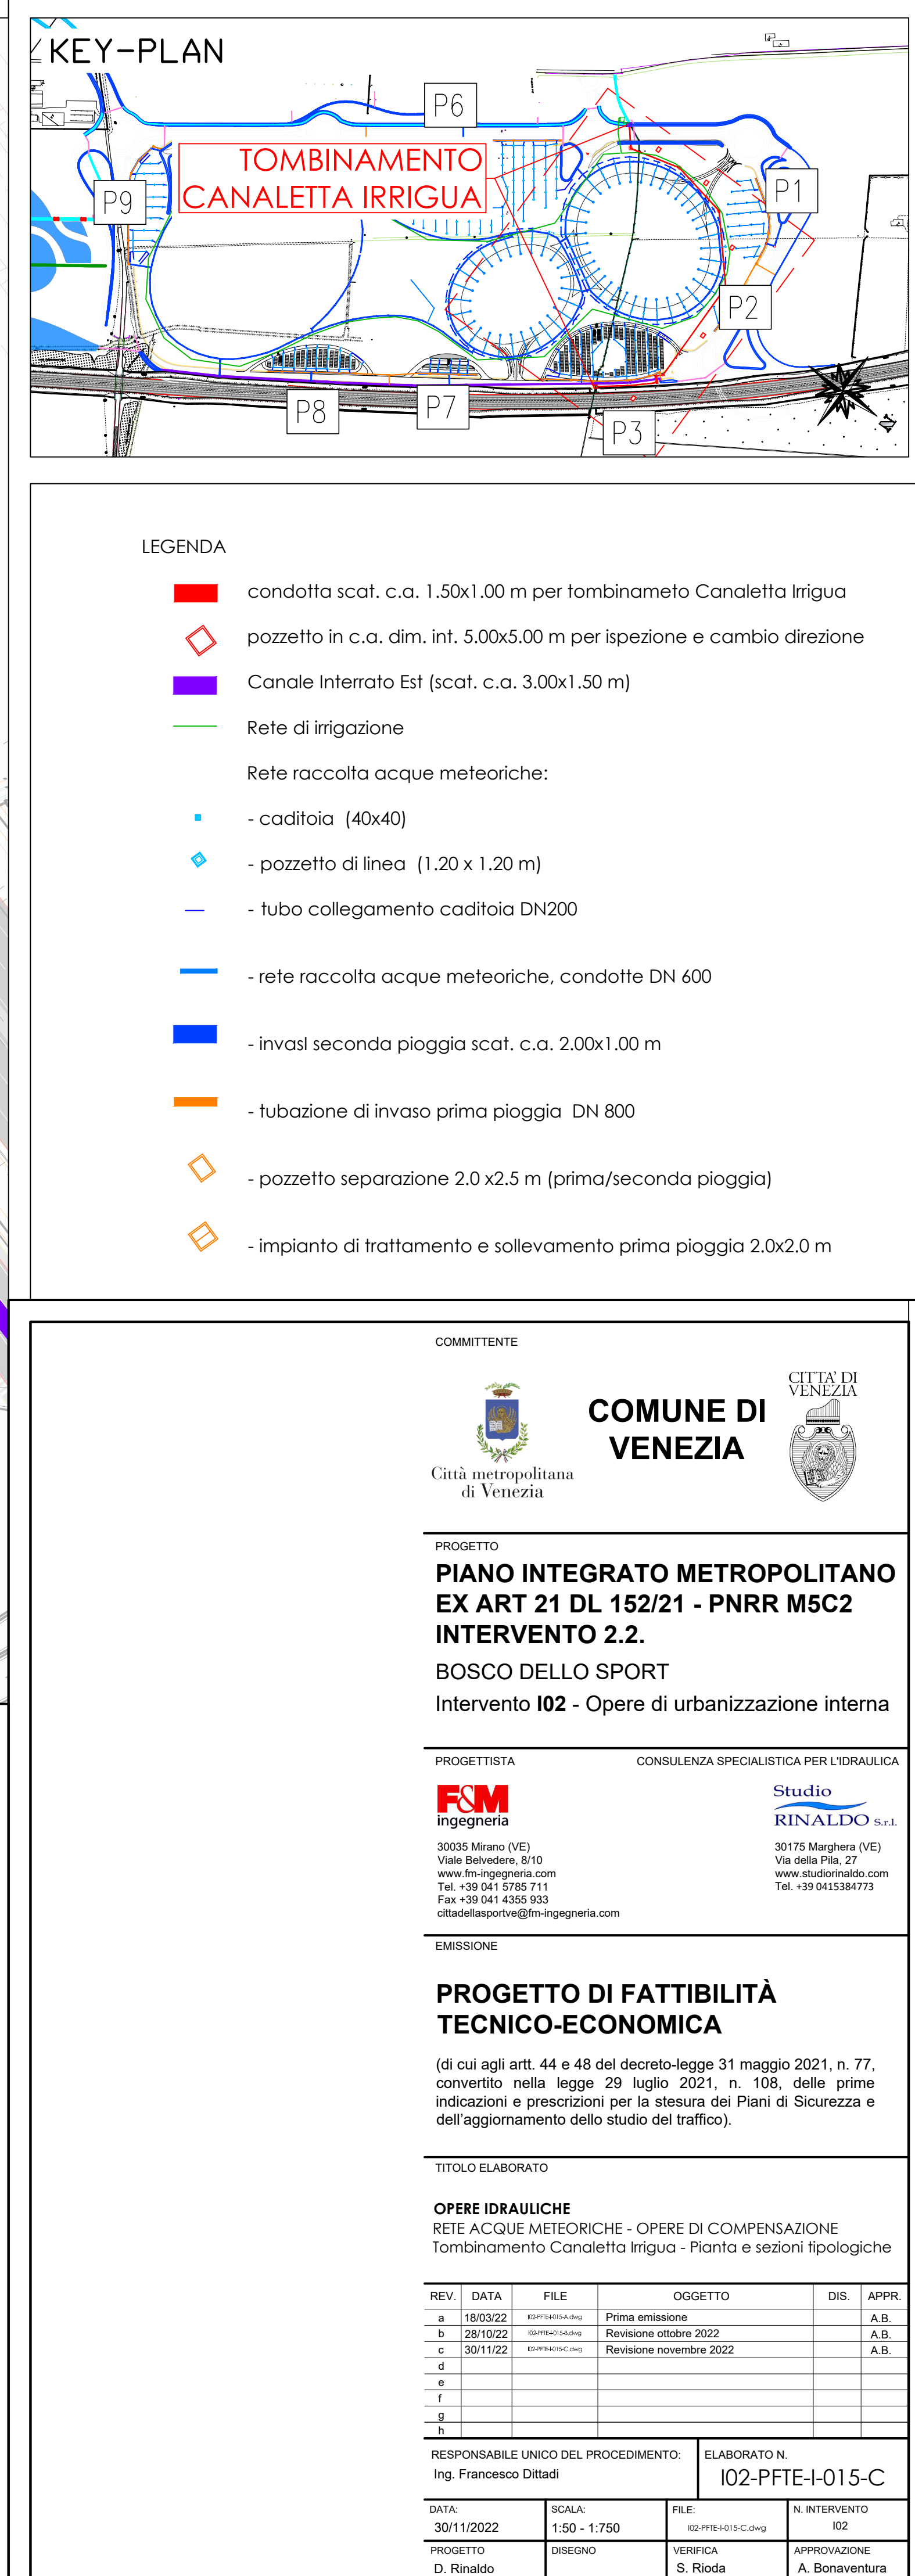 KEY-PLAN
P6
TOMBINAMENTO
CANALETTA IRRIGUA
P9
P1
P2
P8
P7
P3
LEGENDA
condotta scat. c.a. 1.50x1.00 m per tombinameto Canaletta Irrigua
pozzetto in c.a. dim. int. 5.00x5.00 m per ispezione e cambio direzione
Canale Interrato Est (scat. c.a. 3.00x1.50 m)
Rete di irrigazione
Rete raccolta acque meteoriche:
- caditoia (40x40)
- pozzetto di linea (1.20 x 1.20 m)
- tubo collegamento caditoia DN200
- rete raccolta acque meteoriche, condotte DN 600
- invasI seconda pioggia scat. c.a. 2.00x1.00 m
- tubazione di invaso prima pioggia DN 800
- pozzetto separazione 2.0 x2.5 m (prima/seconda pioggia)
- impianto di trattamento e sollevamento prima pioggia 2.0x2.0 m
COMMITTENTE
Città metropolitana
di Venezia
COMUNE DI
VENEZIA
CITTA' DI
VENEZIA
PROGETTO
PIANO INTEGRATO METROPOLITANO
EX ART 21 DL 152/21 - PNRR M5C2
INTERVENTO 2.2.
BOSCO DELLO SPORT
Intervento I02 - Opere di urbanizzazione interna
PROGETTISTA
F&M
ingegneria
30035 Mirano (VE)
Viale Belvedere, 8/10
www.fm-ingegneria.com
Tel. +39 041 5785 711
Fax +39 041 4355 933
cittadellasportve@fm-ingegneria.com
CONSULENZA SPECIALISTICA PER L'IDRAULICA
Studio
RINALDO S.r.l.
30175 Marghera (VE)
Via della Pila, 27
www.studiorinaldo.com
Tel. +39 0415384773
EMISSIONE
PROGETTO DI FATTIBILITÀ
TECNICO-ECONOMICA
(di cui agli artt. 44 e 48 del decreto-legge 31 maggio 2021, n. 77,
convertito nella legge 29 luglio 2021, n. 108, delle prime
indicazioni e prescrizioni per la stesura dei Piani di Sicurezza e
dell'aggiornamento dello studio del traffico).
TITOLO ELABORATO
OPERE IDRAULICHE
RETE ACQUE METEORICHE - OPERE DI COMPENSAZIONE
Tombinamento Canaletta Irrigua - Pianta e sezioni tipologiche
REV. DATA FILE OGGETTO DIS. APPR.
a 18/03/22 I02-PFTE-I-015-A.dwg Prima emissione A.B.
b 28/10/22 I02-PFTE-I-015-B.dwg Revisione ottobre 2022 A.B.
c 30/11/22 I02-PFTE-I-015-C.dwg Revisione novembre 2022 A.B.
d
e
f
g
h
RESPONSABILE UNICO DEL PROCEDIMENTO:
Ing. Francesco Dittadi
ELABORATO N.
I02-PFTE-I-015-C
DATA: SCALA: FILE: N. INTERVENTO
30/11/2022 1:50 - 1:750 I02-PFTE-I-015-C.dwg I02
PROGETTO DISEGNO VERIFICA APPROVAZIONE
D. Rinaldo S. Rioda A. Bonaventura